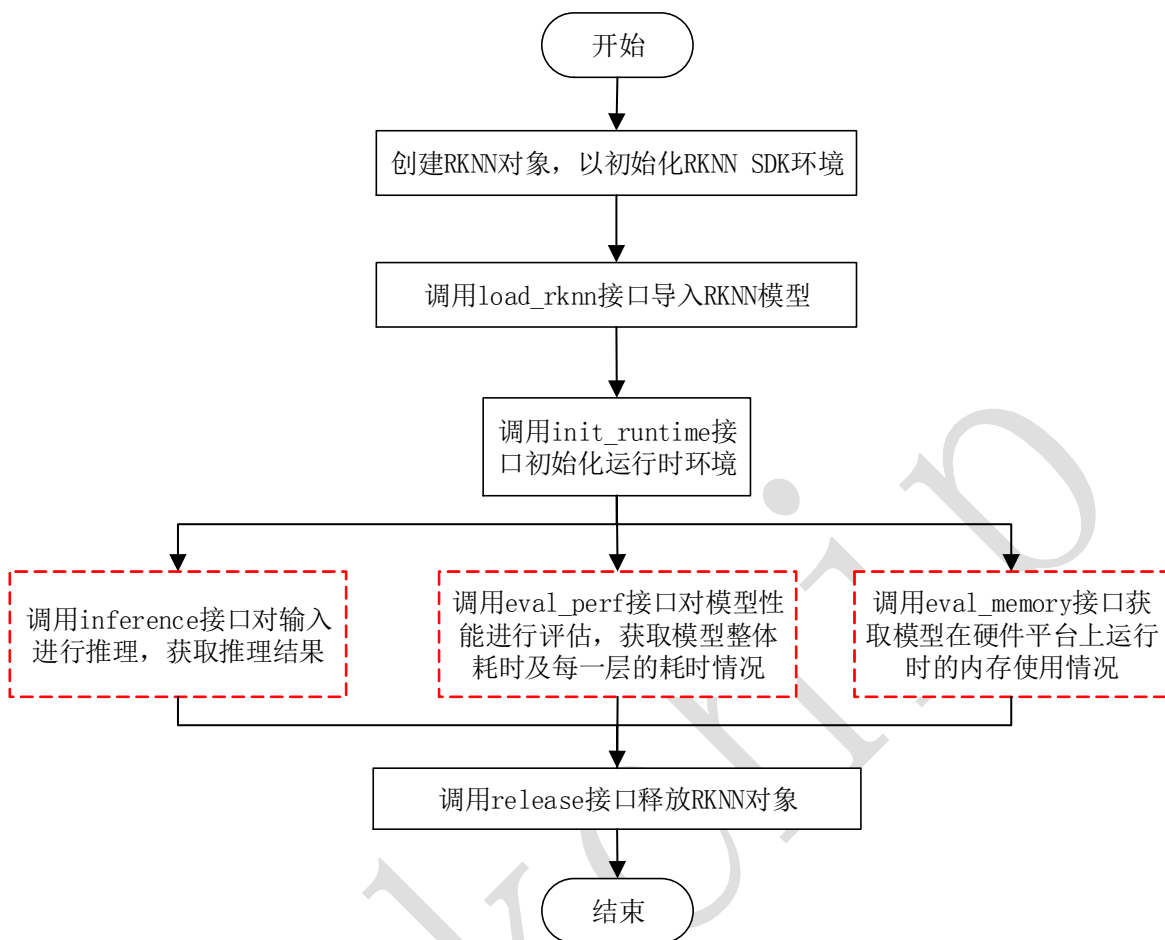 开始
创建RKNN对象，以初始化RKNN SDK环境
调用load_rknn接口导入RKNN模型
调用init_runtime接
口初始化运行时环境
调用inference接口对输入
进行推理，获取推理结果
调用eval_perf接口对模型性
能进行评估，获取模型整体
耗时及每一层的耗时情况
调用eval_memory接口获
取模型在硬件平台上运行
时的内存使用情况
调用release接口释放RKNN对象
结束